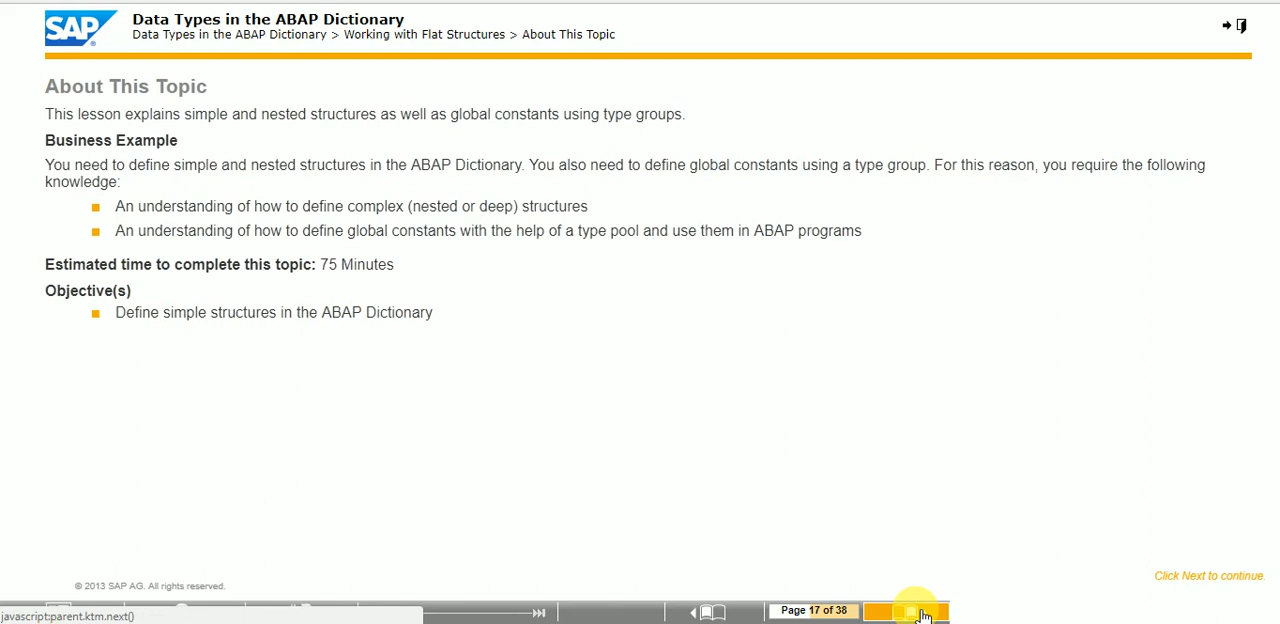 SAP
Data Types in the ABAP Dictionary
Data Types in the ABAP Dictionary > Working with Flat Structures > About This Topic
About This Topic
This lesson explains simple and nested structures as well as global constants using type groups.
Business Example
You need to define simple and nested structures in the ABAP Dictionary. You also need to define global constants using a type group. For this reason, you require the following
knowledge:
An understanding of how to define complex (nested or deep) structures
An understanding of how to define global constants with the help of a type pool and use them in ABAP programs
Estimated time to complete this topic: 75 Minutes
Objective(s)
Define simple structures in the ABAP Dictionary
Click Next to continue.
© 2013 SAP AG. All rights reserved.
Page 17 of 38
javascript:parent.ktm.next()